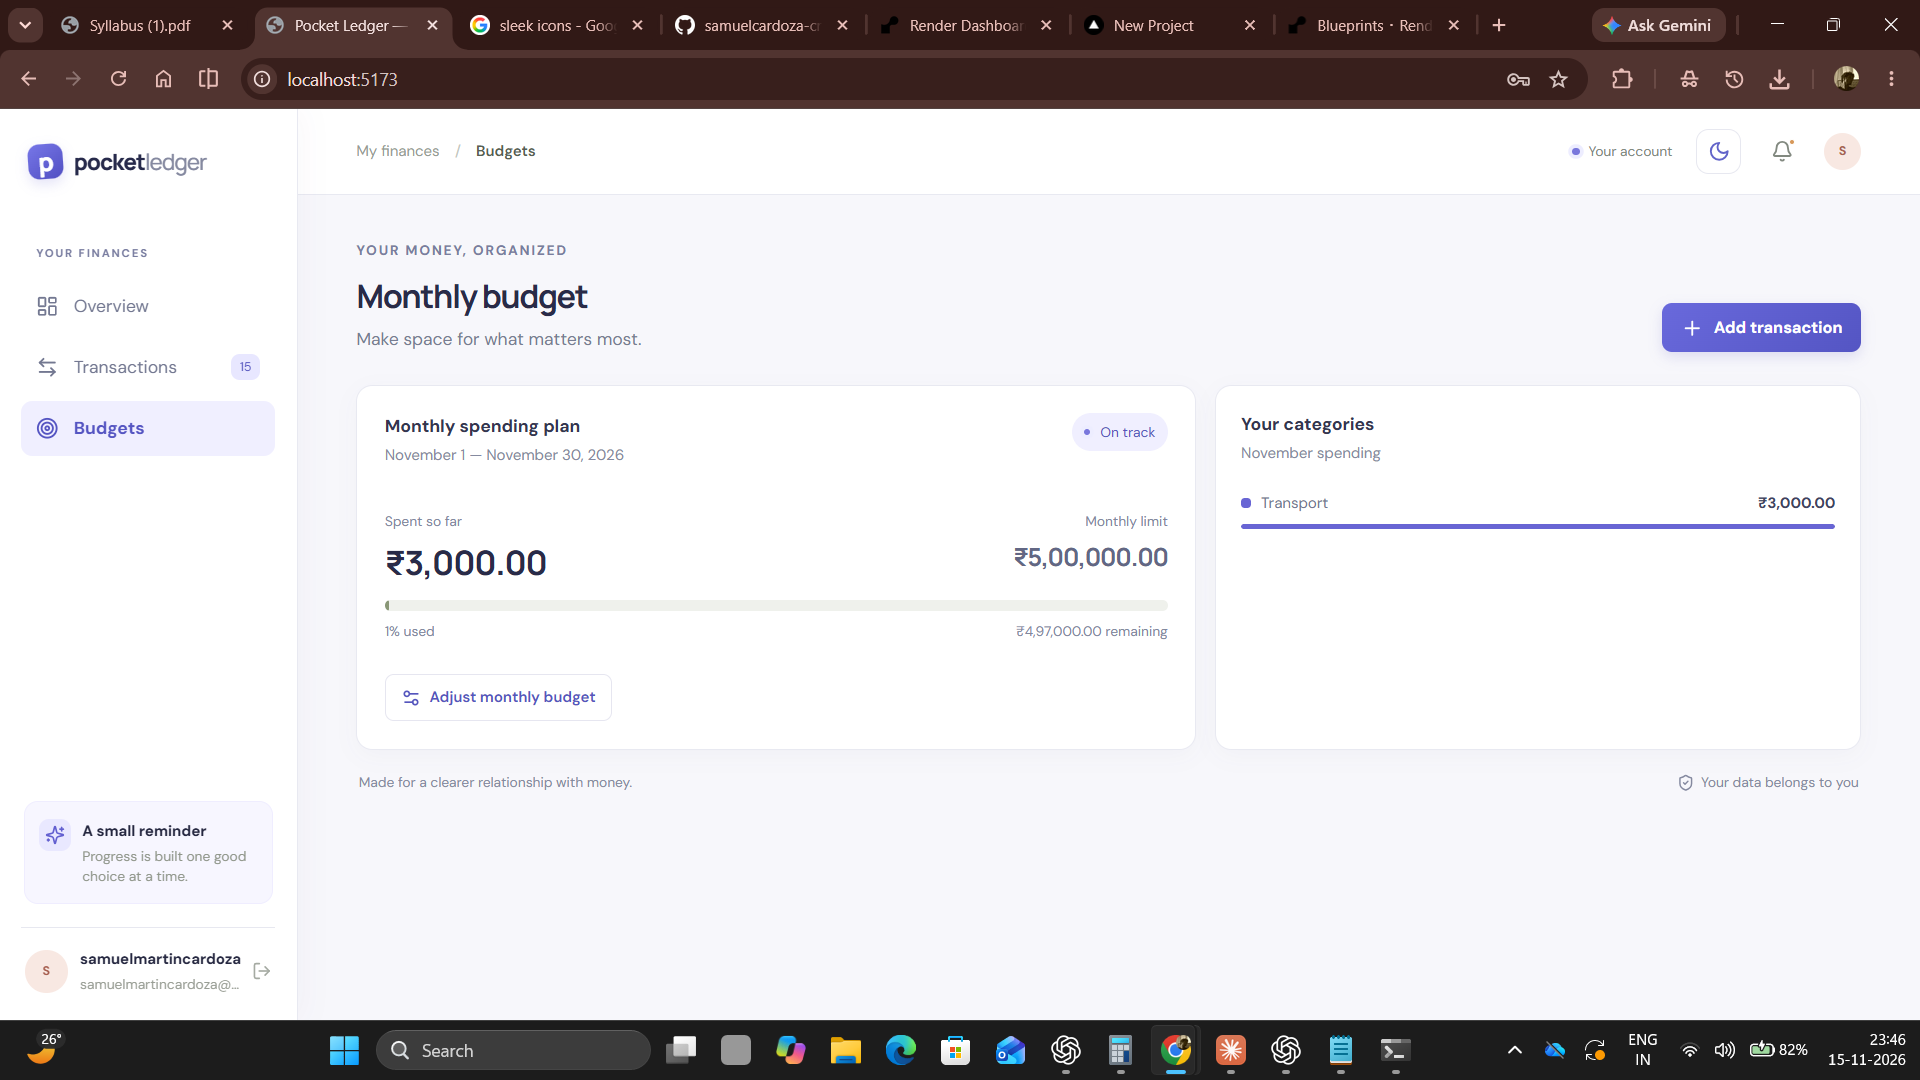 Syllabus (1).pdf
Pocket Ledger —
sleek icons - Goo
samuelcardoza-cr
Render Dashboar
New Project
Blueprints · Rend
Ask Gemini
localhost:5173
pocketledger
My finances / Budgets
Your account
S
YOUR FINANCES
Overview
Transactions 15
Budgets
YOUR MONEY, ORGANIZED
Monthly budget
Make space for what matters most.
Add transaction
Monthly spending plan
November 1 — November 30, 2026
On track
Spent so far
Monthly limit
₹3,000.00
₹5,00,000.00
1% used
₹4,97,000.00 remaining
Adjust monthly budget
Your categories
November spending
Transport ₹3,000.00
Made for a clearer relationship with money.
Your data belongs to you
A small reminder
Progress is built one good
choice at a time.
S
samuelmartincardoza
samuelmartincardoza@...
26°
Search
ENG
IN
82%
23:46
15-11-2026